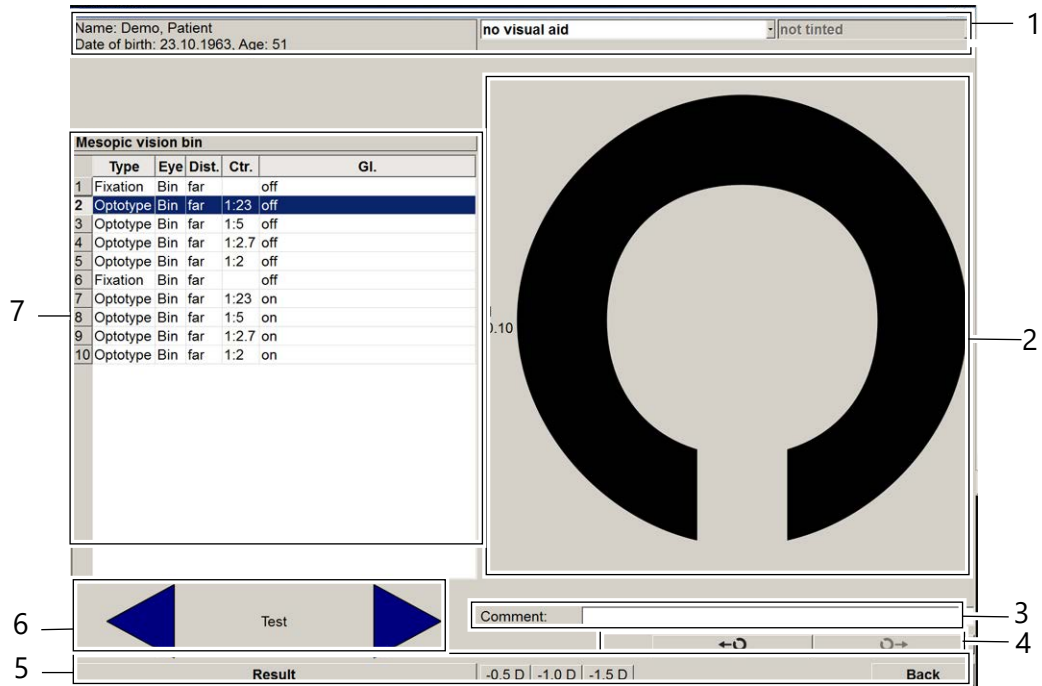 Name: Demo, Patient
Date of birth: 23.10.1963, Age: 51
no visual aid
not tinted
1
Mesopic vision bin
Type Eye Dist. Ctr. Gl.
1 Fixation Bin far off
2 Optotype Bin far 1:23 off
3 Optotype Bin far 1:5 off
4 Optotype Bin far 1:2.7 off
5 Optotype Bin far 1:2 off
6 Fixation Bin far off
7 Optotype Bin far 1:23 on
8 Optotype Bin far 1:5 on
9 Optotype Bin far 1:2.7 on
10 Optotype Bin far 1:2 on
7
.10
2
Test
6
Comment:
3
4
5
Result
-0.5 D -1.0 D -1.5 D
Back